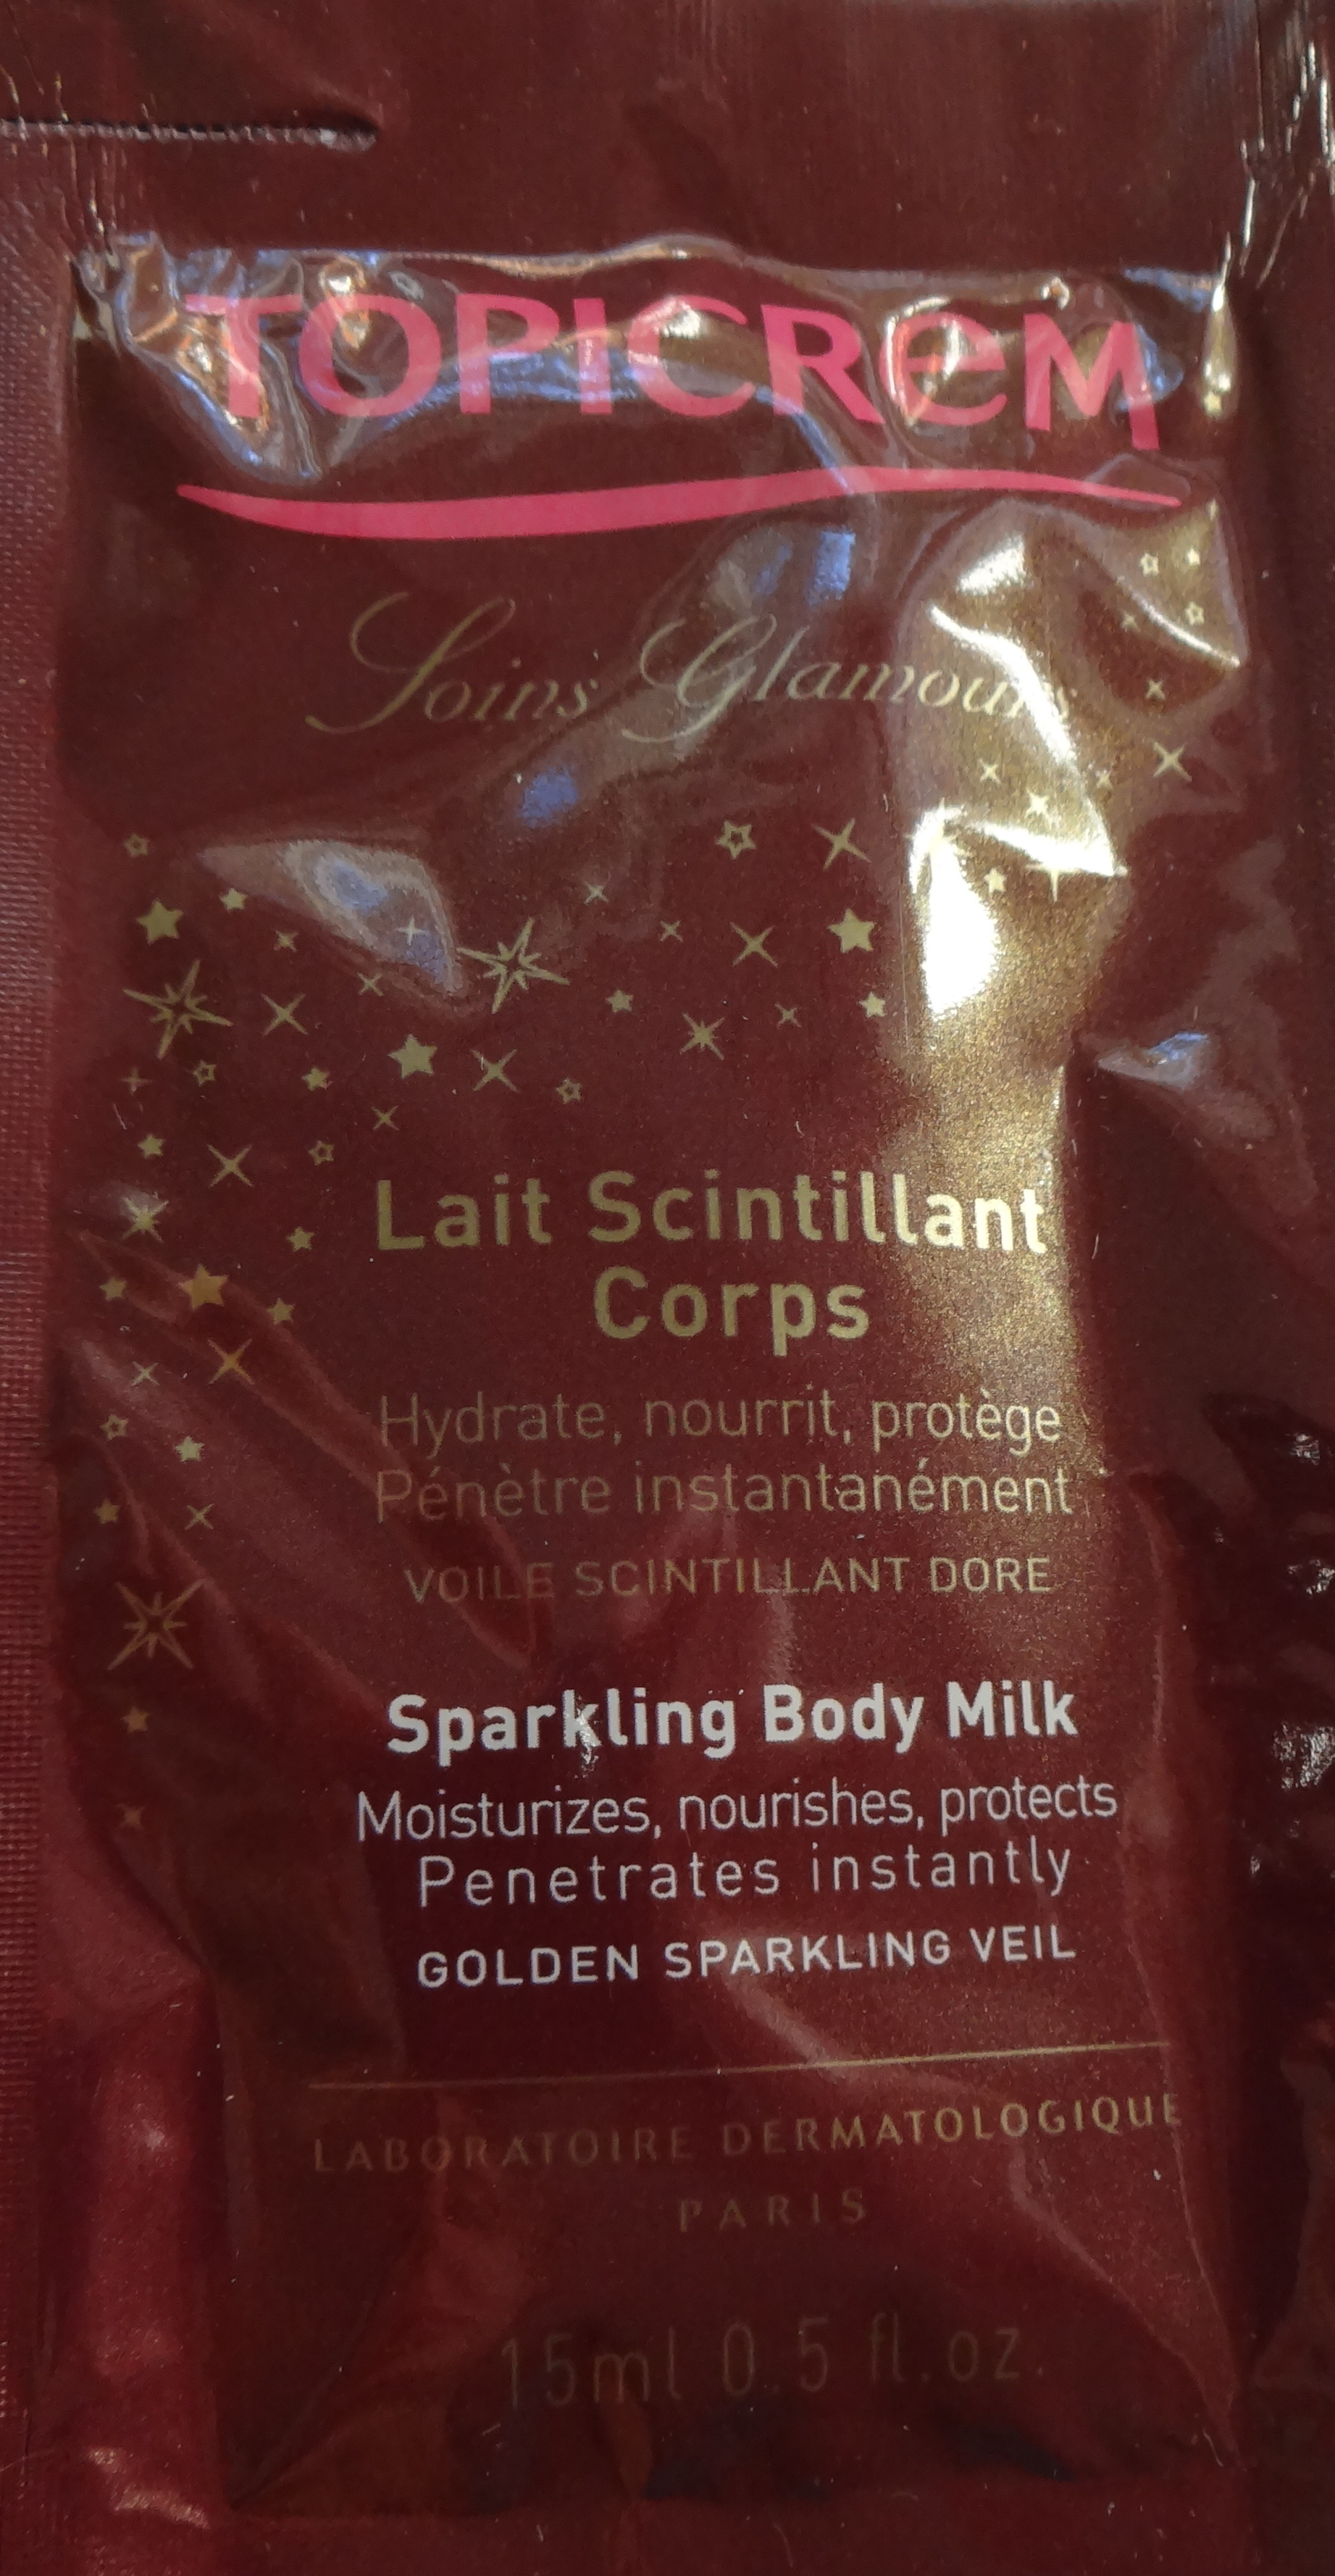 TOPICREM
Soins Glamours
Lait Scintillant
Corps
Hydrate, nourrit, protège
Pénètre instantanément
VOILE SCINTILLANT DORE
Sparkling Body Milk
Moisturizes, nourishes, protects
Penetrates instantly
GOLDEN SPARKLING VEIL
LABORATOIRE DERMATOLOGIQUE
PARIS
15ml 0.5 fl.oz.